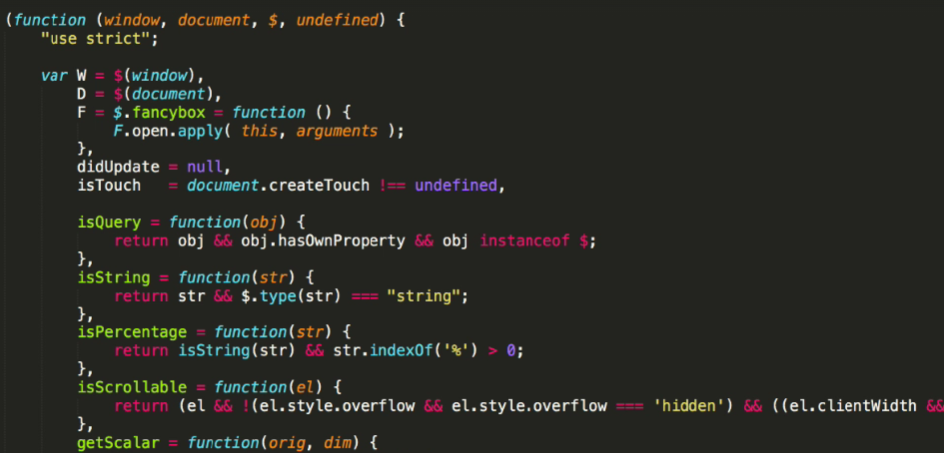 (function (window, document, $, undefined) {
    "use strict";

    var W = $(window),
        D = $(document),
        F = $.fancybox = function () {
            F.open.apply( this, arguments );
        },
        didUpdate = null,
        isTouch   = document.createTouch !== undefined,

        isQuery = function(obj) {
            return obj && obj.hasOwnProperty && obj instanceof $;
        },
        isString = function(str) {
            return str && $.type(str) === "string";
        },
        isPercentage = function(str) {
            return isString(str) && str.indexOf('%') > 0;
        },
        isScrollable = function(el) {
            return (el && !(el.style.overflow && el.style.overflow === 'hidden') && ((el.clientWidth &&
        },
        getScalar = function(orig, dim) {